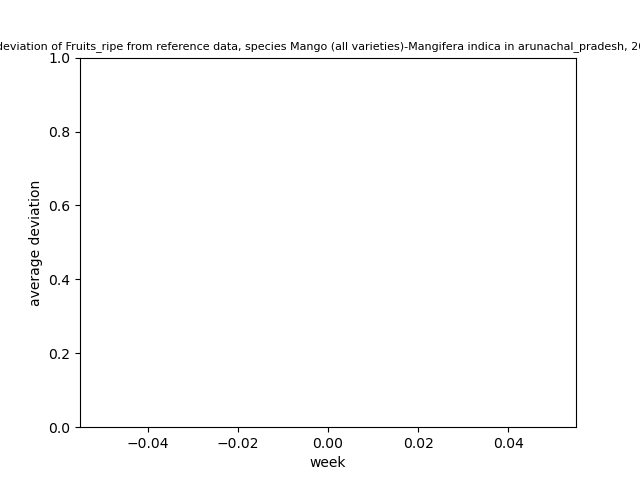 deviation of Fruits_ripe from reference data, species Mango (all varieties)-Mangifera indica in arunachal_pradesh,
1.0
0.8
0.6
0.4
0.2
0.0
average deviation
−0.04 −0.02 0.00 0.02 0.04
week